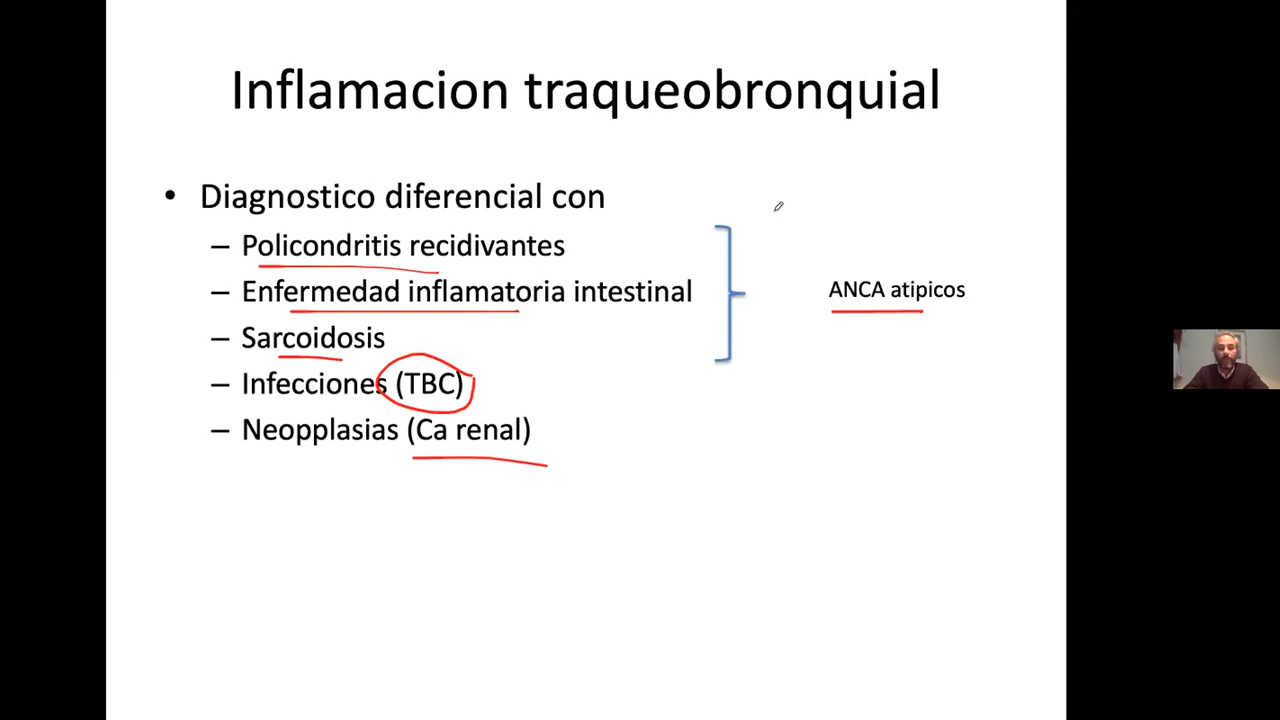 Inflamacion traqueobronquial
• Diagnostico diferencial con
– Policondritis recidivantes
– Enfermedad inflamatoria intestinal
– Sarcoidosis
– Infecciones (TBC)
– Neopplasias (Ca renal)
ANCA atipicos